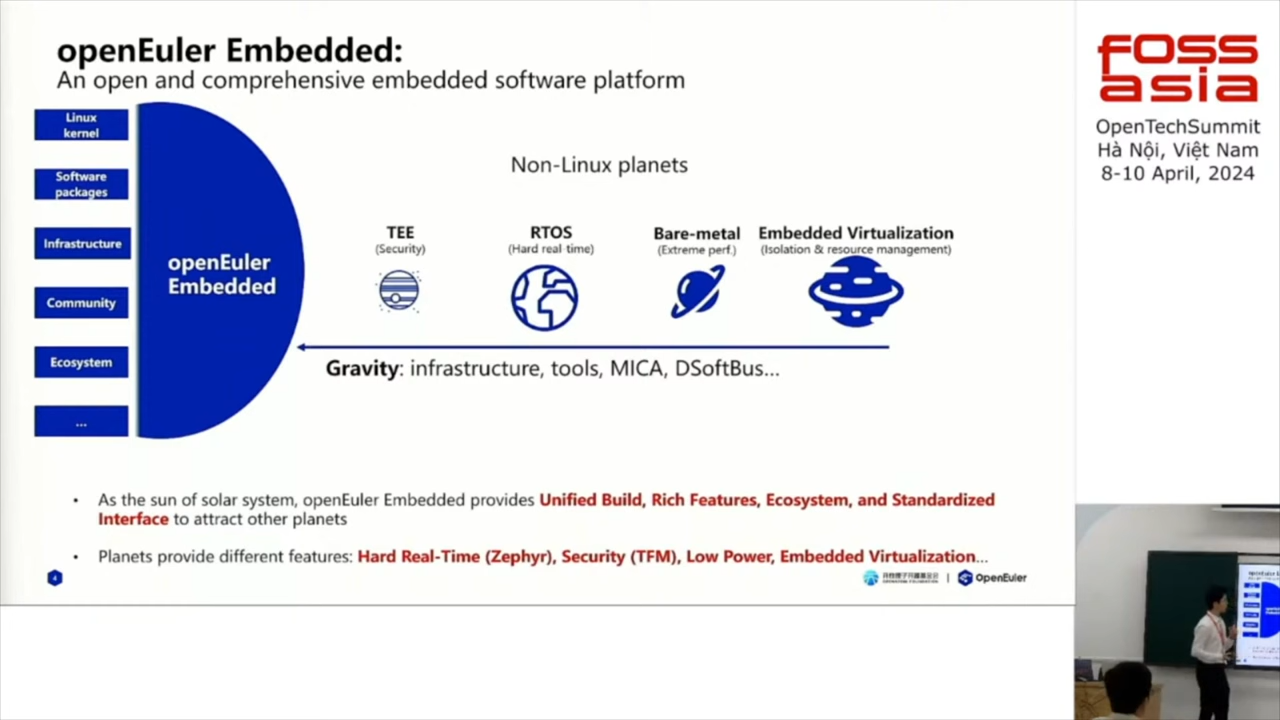 openEuler Embedded:
An open and comprehensive embedded software platform
Linux
kernel
Software
packages
Infrastructure
Community
Ecosystem
...
openEuler
Embedded
Non-Linux planets
TEE
(Security)
RTOS
(Hard real-time)
Bare-metal
(Extreme perf.)
Embedded Virtualization
(Isolation & resource management)
Gravity: infrastructure, tools, MICA, DSoftBus...
• As the sun of solar system, openEuler Embedded provides Unified Build, Rich Features, Ecosystem, and Standardized
Interface to attract other planets
• Planets provide different features: Hard Real-Time (Zephyr), Security (TFM), Low Power, Embedded Virtualization...
4
OpenEuler
FOSS
asia
OpenTechSummit
Hà Nội, Việt Nam
8-10 April, 2024